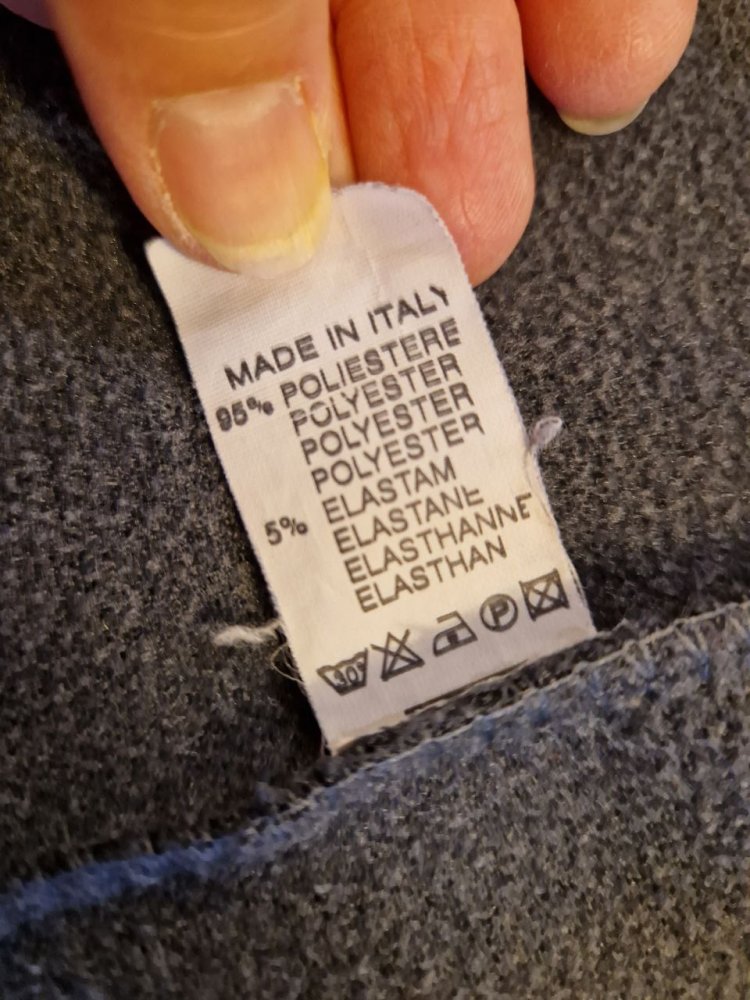 MADE IN ITALY
95% POLIESTERE
POLYESTER
POLYESTER
POLYESTER
5% ELASTAM
ELASTANE
ELASTHANNE
ELASTHAN
30° P